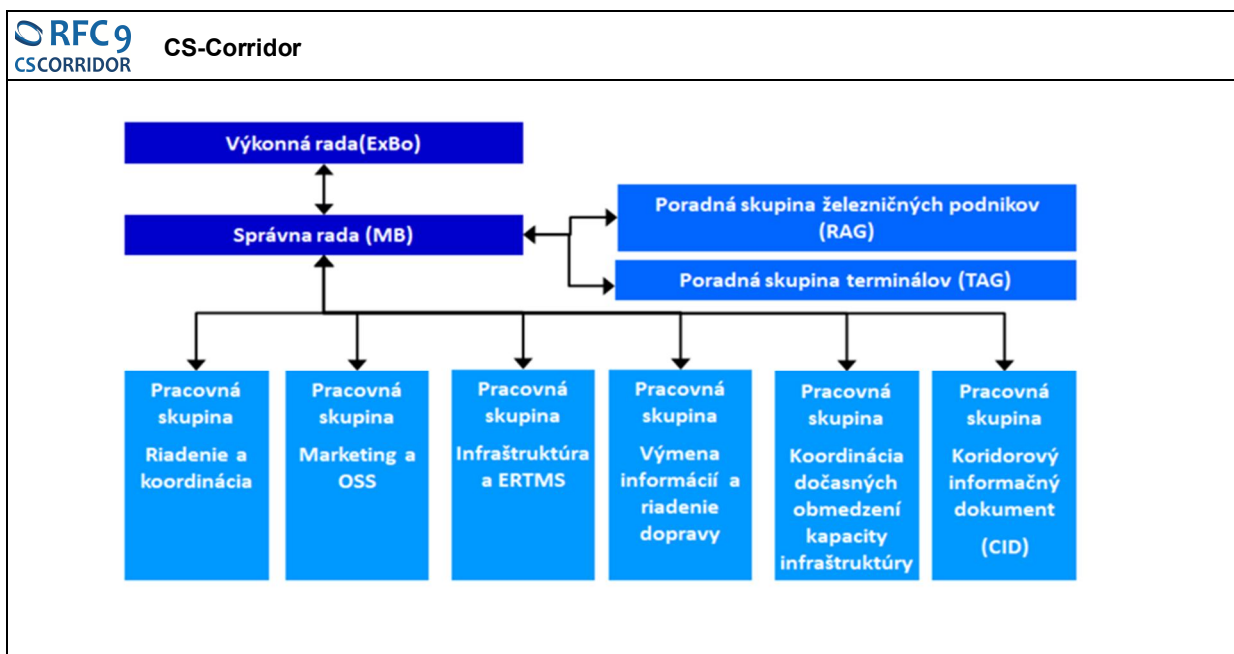 RFC9
CSCORRIDOR
CS-Corridor
Výkonná rada(ExBo)
Správna rada (MB)
Poradná skupina železničných podnikov
(RAG)
Poradná skupina terminálov (TAG)
Pracovná
skupina
Riadenie a
koordinácia
Pracovná
skupina
Marketing a
OSS
Pracovná
skupina
Infraštruktúra
a ERTMS
Pracovná
skupina
Výmena
informácií a
riadenie
dopravy
Pracovná
skupina
Koordinácia
dočasných
obmedzení
kapacity
infraštruktúry
Pracovná
skupina
Koridorový
informačný
dokument
(CID)